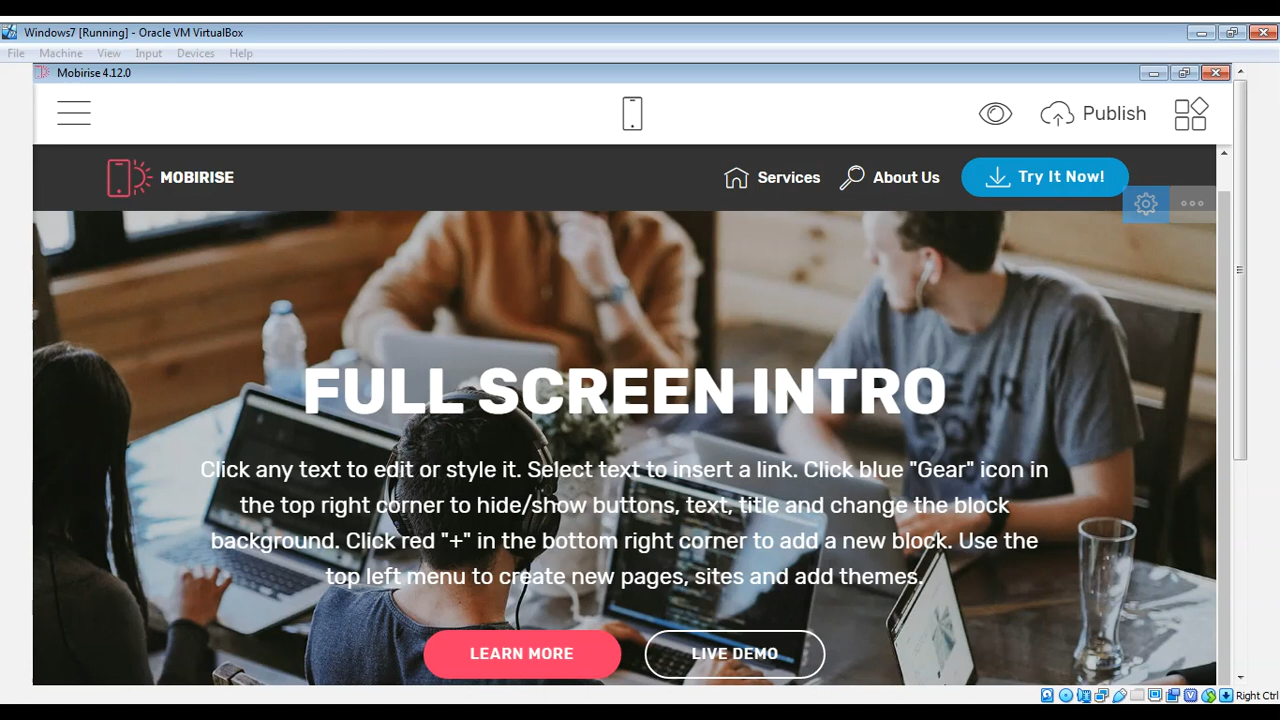 Windows7 [Running] - Oracle VM VirtualBox
File Machine View Input Devices Help
Mobirise 4.12.0
Publish
MOBIRISE Services About Us Try It Now!
FULL SCREEN INTRO
Click any text to edit or style it. Select text to insert a link. Click blue "Gear" icon in
the top right corner to hide/show buttons, text, title and change the block
background. Click red "+" in the bottom right corner to add a new block. Use the
top left menu to create new pages, sites and add themes.
LEARN MORE LIVE DEMO
Right Ctrl